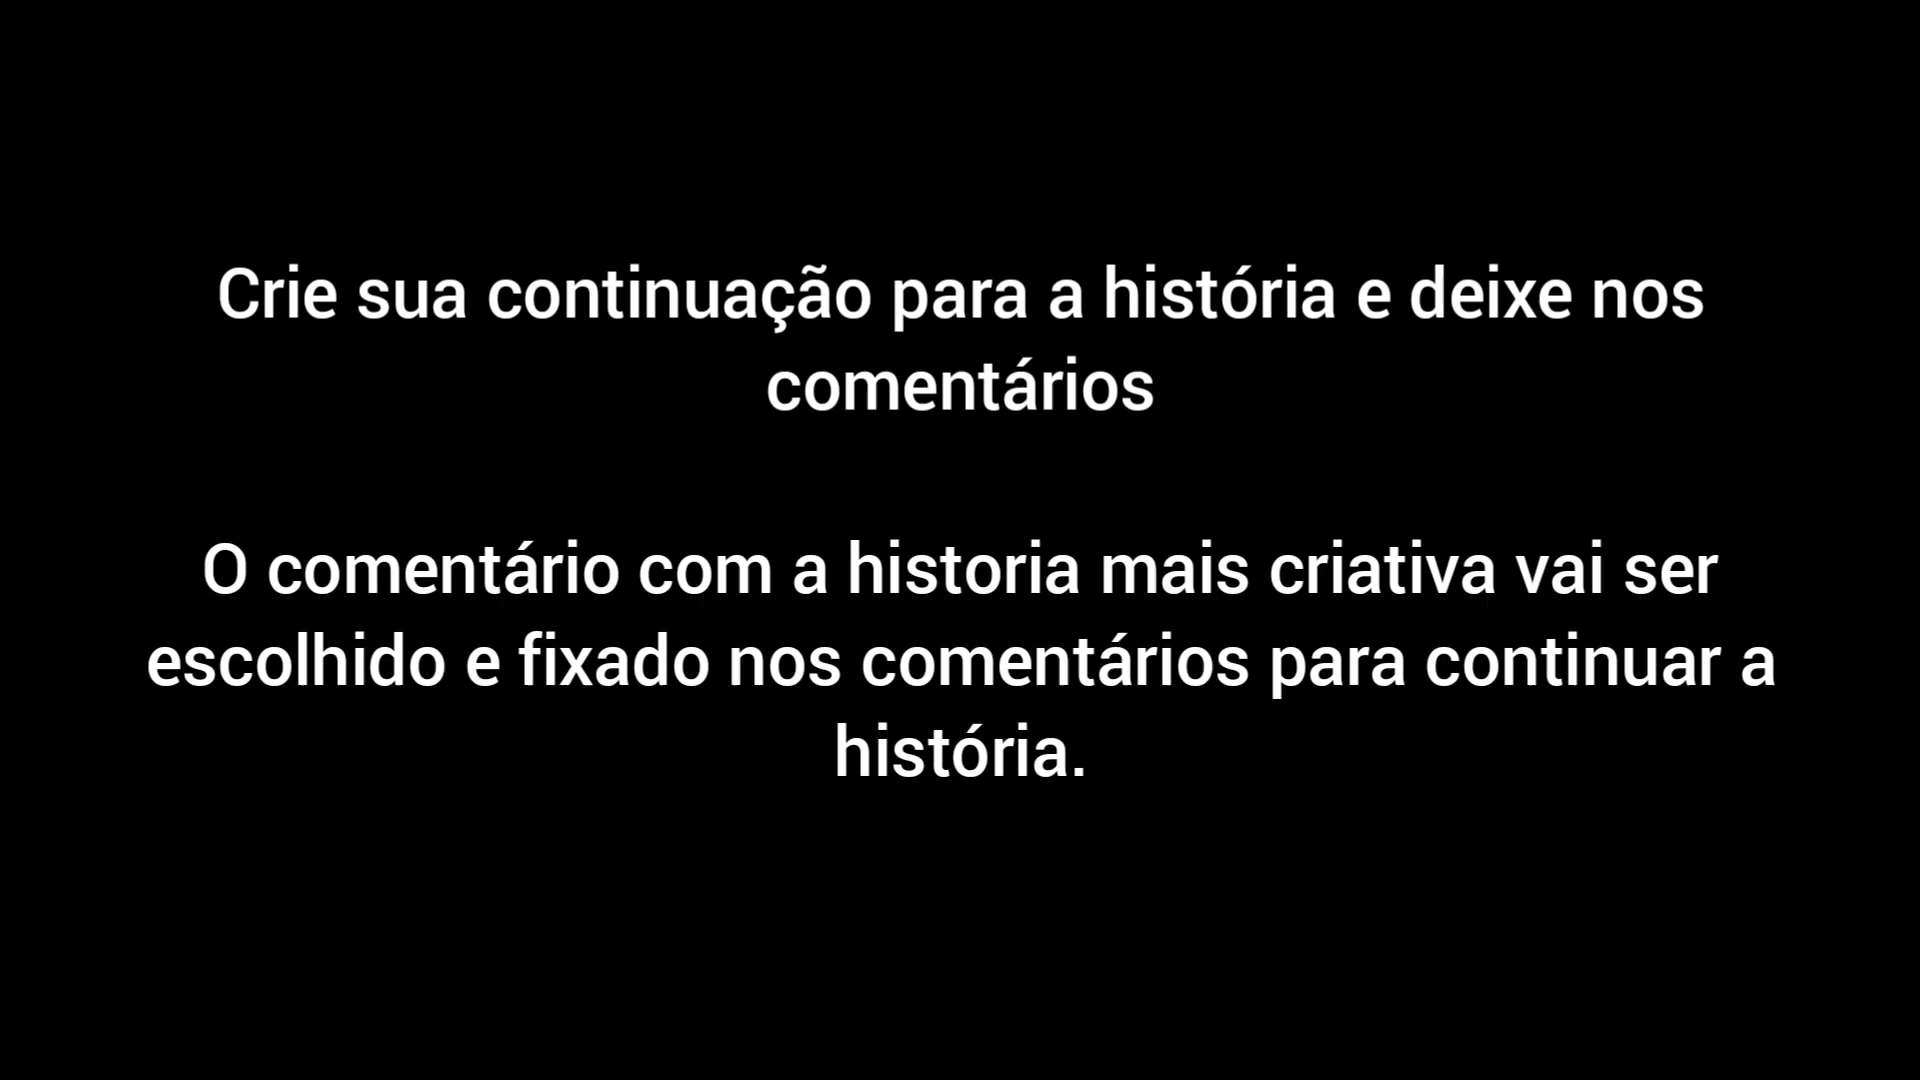 Crie sua continuação para a história e deixe nos
comentários
O comentário com a historia mais criativa vai ser
escolhido e fixado nos comentários para continuar a
história.